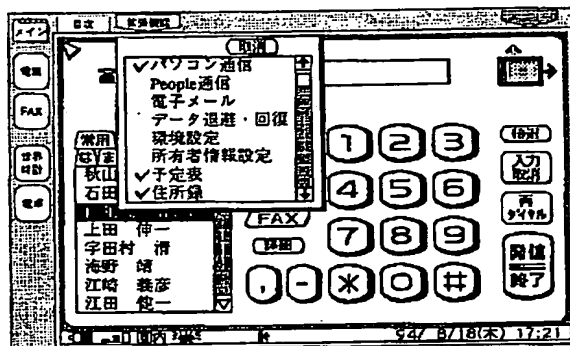 メイン
目次
電話
FAX
世界
時計
電卓
取消
✓パソコン通信
People通信
電子メール
データ退避・回復
環境設定
所有者情報設定
✓予定表
✓住所録
常用
秋山
石田
上田 伸一
宇田村 清
海野 靖
江崎 義彦
江田 俊一
FAX
詳細
1 2 3
4 5 6
7 8 9
, - * 0 #
入力
取消
再
ダイヤル
発信
終了
94/ 8/18(木) 17:21